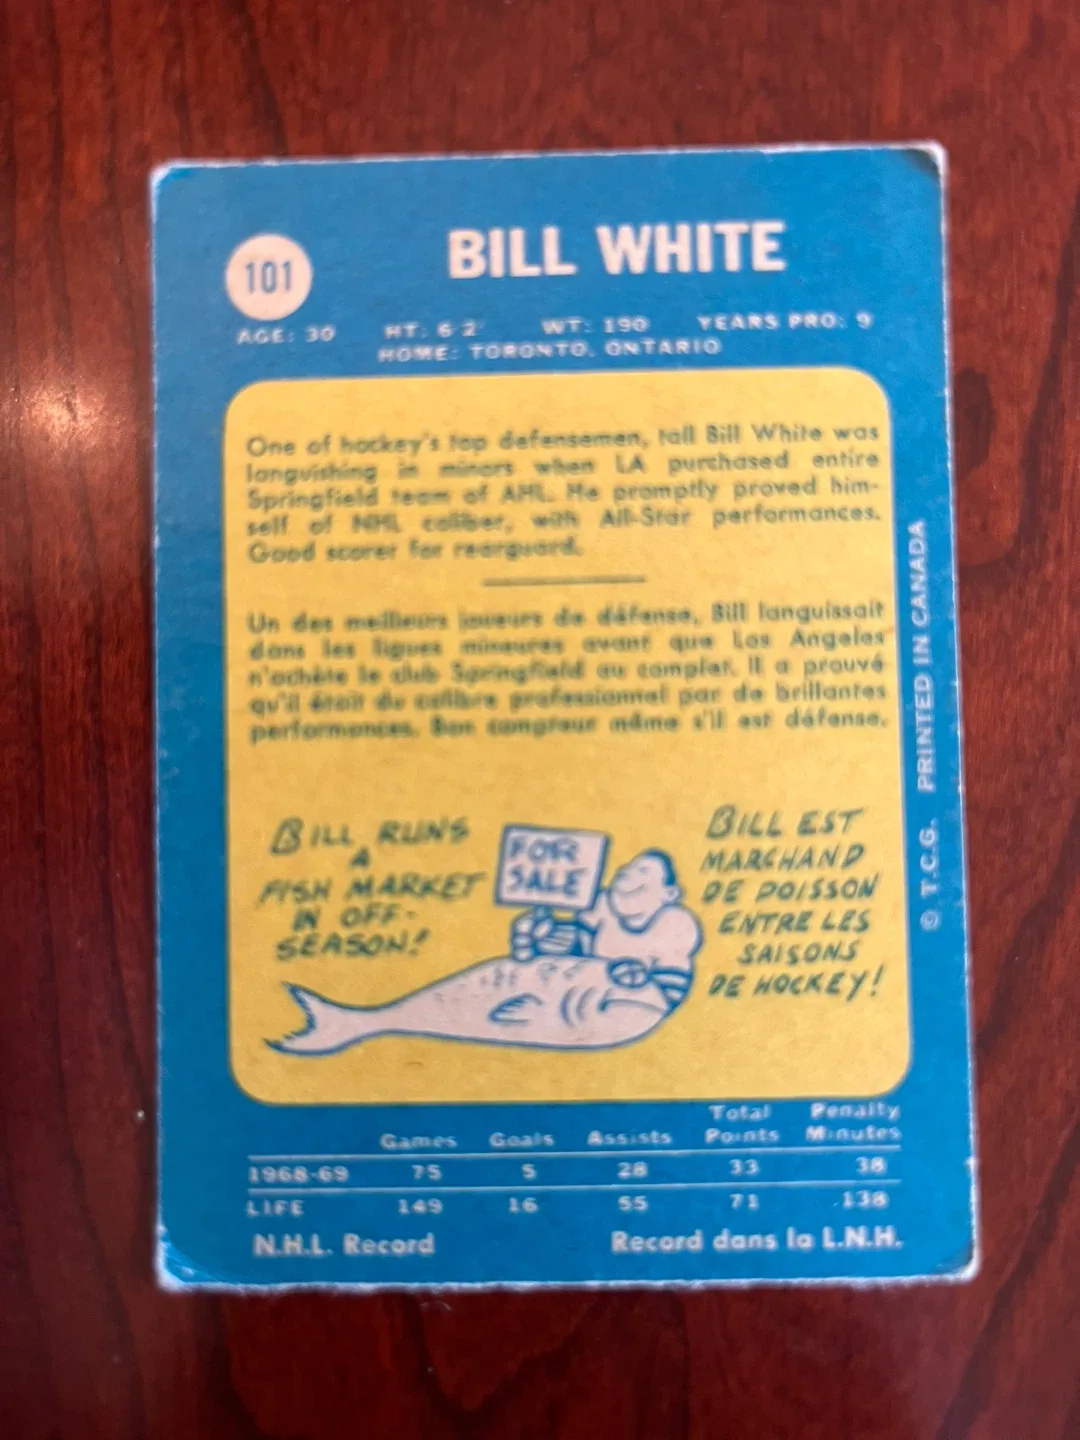 101
BILL WHITE
AGE: 30 HT: 6'2" WT: 190 YEARS PRO: 9
HOME: TORONTO, ONTARIO
One of hockey's top defensemen, tall Bill White was
languishing in minors when LA purchased entire
Springfield team of AHL. He promptly proved him-
self of NHL caliber, with All-Star performances.
Good scorer for rearguard.
Un des meilleurs joueurs de défense, Bill languissait
dans les ligues mineures avant que Los Angeles
n'achète le club Springfield au complet. Il a prouvé
qu'il était du calibre professionnel par de brillantes
performances. Bon compteur même s'il est défense.
BILL RUNS
A
FISH MARKET
IN OFF-
SEASON!
FOR
SALE
BILL EST
MARCHAND
DE POISSON
ENTRE LES
SAISONS
DE HOCKEY!
Games Goals Assists Total Points Penalty Minutes
1968-69 75 5 28 33 38
LIFE 149 16 55 71 138
N.H.L. Record Record dans la L.N.H.
© T.C.G. PRINTED IN CANADA